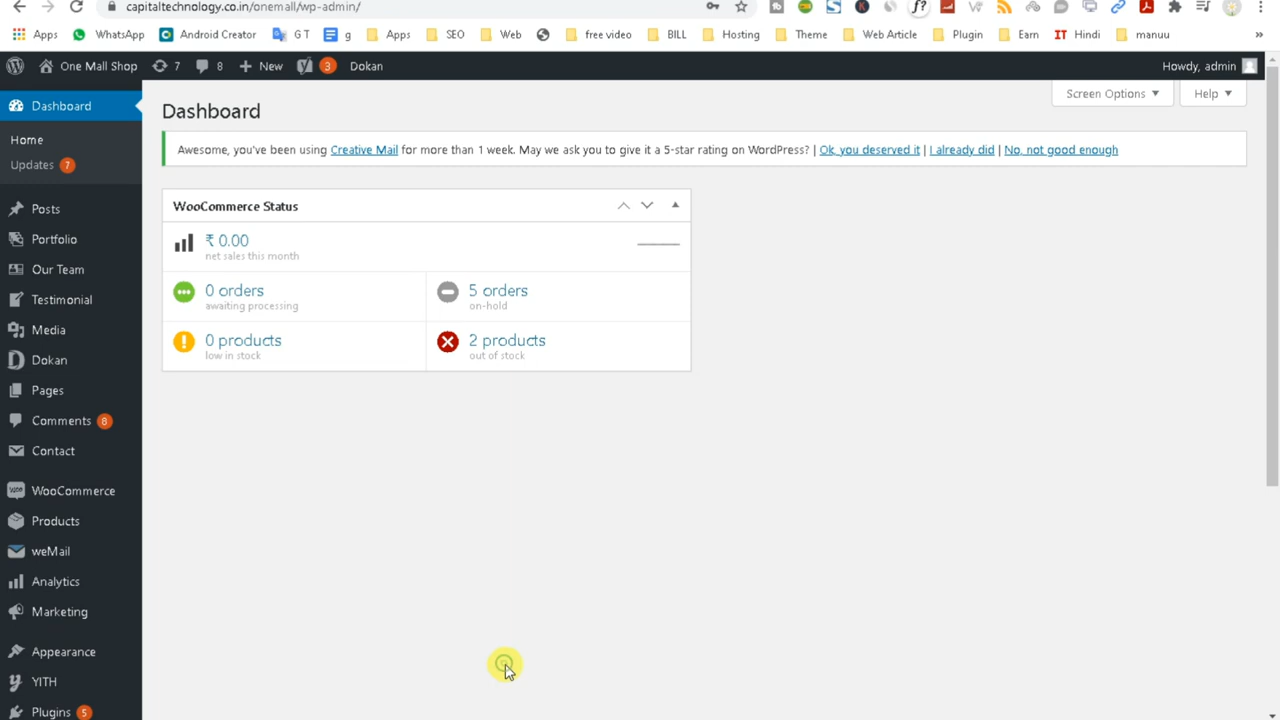 capitaltechnology.co.in/onemall/wp-admin/
Apps WhatsApp Android Creator G T g Apps SEO Web free video BILL Hosting Theme Web Article Plugin Earn IT Hindi manuu »
One Mall Shop 7 8 + New 3 Dokan Howdy, admin
Screen Options ▼ Help ▼
Dashboard
Home
Updates 7
Posts
Portfolio
Our Team
Testimonial
Media
Dokan
Pages
Comments 8
Contact
WooCommerce
Products
weMail
Analytics
Marketing
Appearance
YITH
Plugins 5
Dashboard
Awesome, you've been using Creative Mail for more than 1 week. May we ask you to give it a 5-star rating on WordPress? | Ok, you deserved it | I already did | No, not good enough
WooCommerce Status
₹ 0.00
net sales this month
0 orders
awaiting processing
5 orders
on-hold
0 products
low in stock
2 products
out of stock